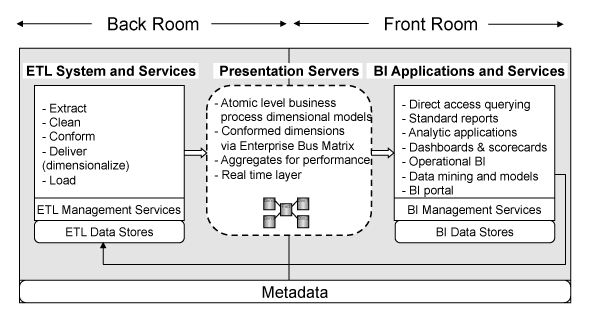 Back Room
Front Room
ETL System and Services
- Extract
- Clean
- Conform
- Deliver
(dimensionalize)
- Load
ETL Management Services
ETL Data Stores
Presentation Servers
- Atomic level business
process dimensional models
- Conformed dimensions
via Enterprise Bus Matrix
- Aggregates for performance
- Real time layer
BI Applications and Services
- Direct access querying
- Standard reports
- Analytic applications
- Dashboards & scorecards
- Operational BI
- Data mining and models
- BI portal
BI Management Services
BI Data Stores
Metadata